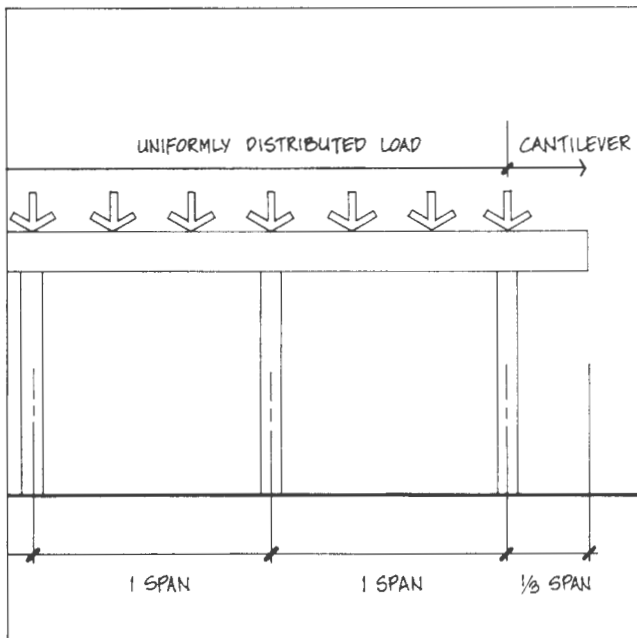 UNIFORMLY DISTRIBUTED LOAD
CANTILEVER
1 SPAN
1 SPAN
1/3 SPAN